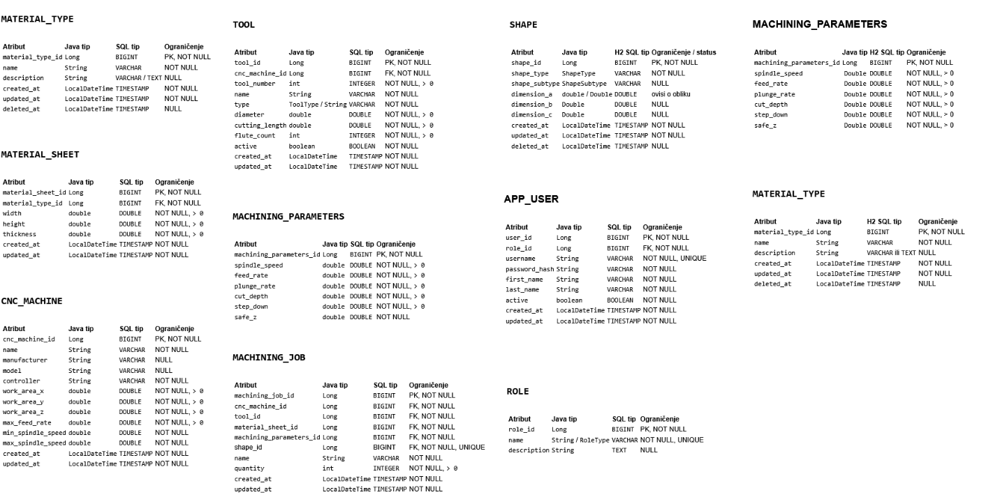 MATERIAL_TYPE
Atribut Java tip SQL tip Ograničenje
material_type_id Long BIGINT PK, NOT NULL
name String VARCHAR NOT NULL
description String VARCHAR / TEXT NULL
created_at LocalDateTime TIMESTAMP NOT NULL
updated_at LocalDateTime TIMESTAMP NOT NULL
deleted_at LocalDateTime TIMESTAMP NULL
MATERIAL_SHEET
Atribut Java tip SQL tip Ograničenje
material_sheet_id Long BIGINT PK, NOT NULL
material_type_id Long BIGINT FK, NOT NULL
width double DOUBLE NOT NULL, > 0
height double DOUBLE NOT NULL, > 0
thickness double DOUBLE NOT NULL, > 0
created_at LocalDateTime TIMESTAMP NOT NULL
updated_at LocalDateTime TIMESTAMP NOT NULL
CNC_MACHINE
Atribut Java tip SQL tip Ograničenje
cnc_machine_id Long BIGINT PK, NOT NULL
name String VARCHAR NOT NULL
manufacturer String VARCHAR NULL
model String VARCHAR NULL
controller String VARCHAR NOT NULL
work_area_x double DOUBLE NOT NULL, > 0
work_area_y double DOUBLE NOT NULL, > 0
work_area_z double DOUBLE NOT NULL, > 0
max_feed_rate double DOUBLE NOT NULL, > 0
min_spindle_speed double DOUBLE NOT NULL
max_spindle_speed double DOUBLE NOT NULL
created_at LocalDateTime TIMESTAMP NOT NULL
updated_at LocalDateTime TIMESTAMP NOT NULL
TOOL
Atribut Java tip SQL tip Ograničenje
tool_id Long BIGINT PK, NOT NULL
cnc_machine_id Long BIGINT FK, NOT NULL
tool_number int INTEGER NOT NULL, > 0
name String VARCHAR NOT NULL
type ToolType / String VARCHAR NOT NULL
diameter double DOUBLE NOT NULL, > 0
cutting_length double DOUBLE NOT NULL, > 0
flute_count int INTEGER NOT NULL, > 0
active boolean BOOLEAN NOT NULL
created_at LocalDateTime TIMESTAMP NOT NULL
updated_at LocalDateTime TIMESTAMP NOT NULL
MACHINING_PARAMETERS
Atribut Java tip SQL tip Ograničenje
machining_parameters_id Long BIGINT PK, NOT NULL
spindle_speed double DOUBLE NOT NULL, > 0
feed_rate double DOUBLE NOT NULL, > 0
plunge_rate double DOUBLE NOT NULL, > 0
cut_depth double DOUBLE NOT NULL, > 0
step_down double DOUBLE NOT NULL, > 0
safe_z double DOUBLE NOT NULL
MACHINING_JOB
Atribut Java tip SQL tip Ograničenje
machining_job_id Long BIGINT PK, NOT NULL
cnc_machine_id Long BIGINT FK, NOT NULL
tool_id Long BIGINT FK, NOT NULL
material_sheet_id Long BIGINT FK, NOT NULL
machining_parameters_id Long BIGINT FK, NOT NULL
shape_id Long BIGINT FK, NOT NULL, UNIQUE
name String VARCHAR NOT NULL
quantity int INTEGER NOT NULL, > 0
created_at LocalDateTime TIMESTAMP NOT NULL
updated_at LocalDateTime TIMESTAMP NOT NULL
SHAPE
Atribut Java tip H2 SQL tip Ograničenje / status
shape_id Long BIGINT PK, NOT NULL
shape_type ShapeType VARCHAR NOT NULL
shape_subtype ShapeSubtype VARCHAR NULL
dimension_a double / Double DOUBLE ovisi o obliku
dimension_b Double DOUBLE NULL
dimension_c Double DOUBLE NULL
created_at LocalDateTime TIMESTAMP NOT NULL
updated_at LocalDateTime TIMESTAMP NOT NULL
deleted_at LocalDateTime TIMESTAMP NULL
APP_USER
Atribut Java tip SQL tip Ograničenje
user_id Long BIGINT PK, NOT NULL
role_id Long BIGINT FK, NOT NULL
username String VARCHAR NOT NULL, UNIQUE
password_hash String VARCHAR NOT NULL
first_name String VARCHAR NOT NULL
last_name String VARCHAR NOT NULL
active boolean BOOLEAN NOT NULL
created_at LocalDateTime TIMESTAMP NOT NULL
updated_at LocalDateTime TIMESTAMP NOT NULL
ROLE
Atribut Java tip SQL tip Ograničenje
role_id Long BIGINT PK, NOT NULL
name String / RoleType VARCHAR NOT NULL, UNIQUE
description String TEXT NULL
MACHINING_PARAMETERS
Atribut Java tip H2 SQL tip Ograničenje
machining_parameters_id Long BIGINT PK, NOT NULL
spindle_speed Double DOUBLE NOT NULL, > 0
feed_rate Double DOUBLE NOT NULL, > 0
plunge_rate Double DOUBLE NOT NULL, > 0
cut_depth Double DOUBLE NOT NULL, > 0
step_down Double DOUBLE NOT NULL, > 0
safe_z Double DOUBLE NOT NULL, > 0
MATERIAL_TYPE
Atribut Java tip H2 SQL tip Ograničenje
material_type_id Long BIGINT PK, NOT NULL
name String VARCHAR NOT NULL
description String VARCHAR ili TEXT NULL
created_at LocalDateTime TIMESTAMP NOT NULL
updated_at LocalDateTime TIMESTAMP NOT NULL
deleted_at LocalDateTime TIMESTAMP NULL